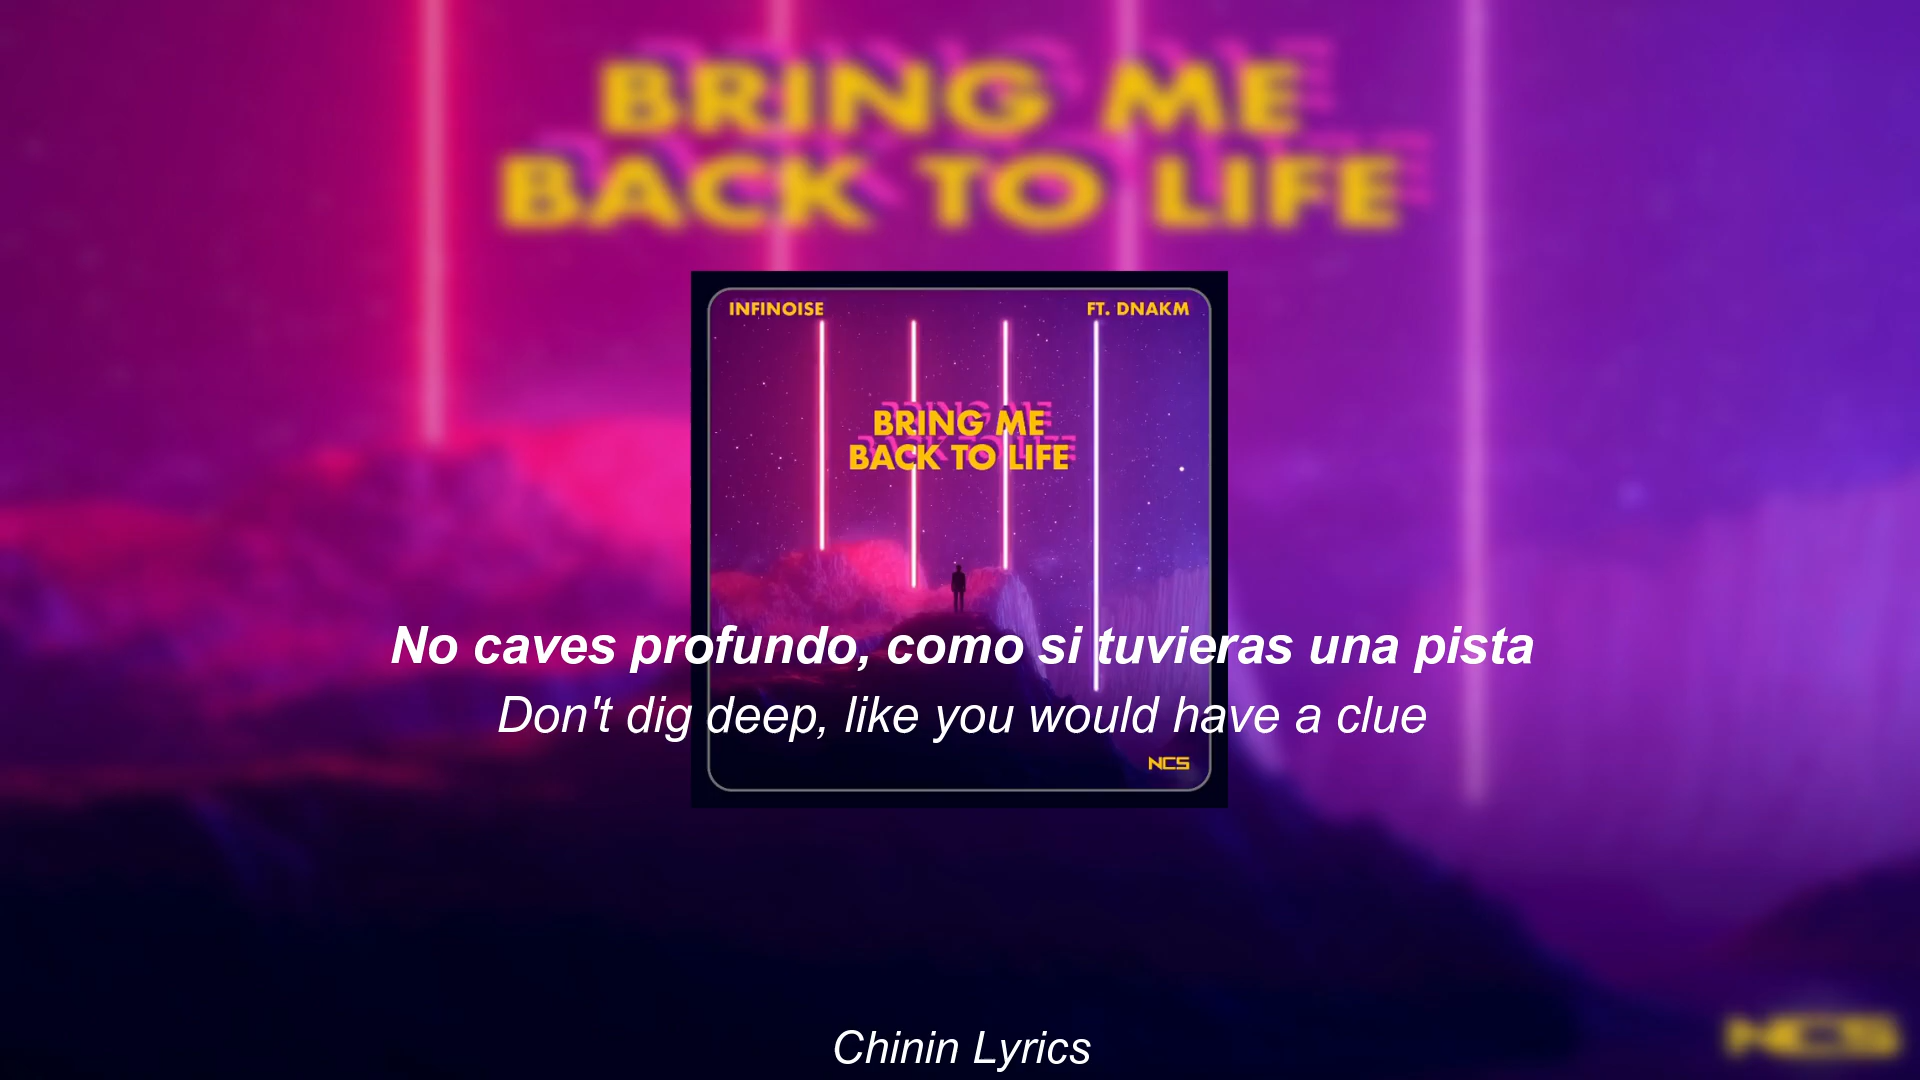 BRING ME
BACK TO LIFE
INFINOISE
FT. DNAKM
BRING ME
BACK TO LIFE
No caves profundo, como si tuvieras una pista
Don't dig deep, like you would have a clue
NCS
Chinin Lyrics
NCS